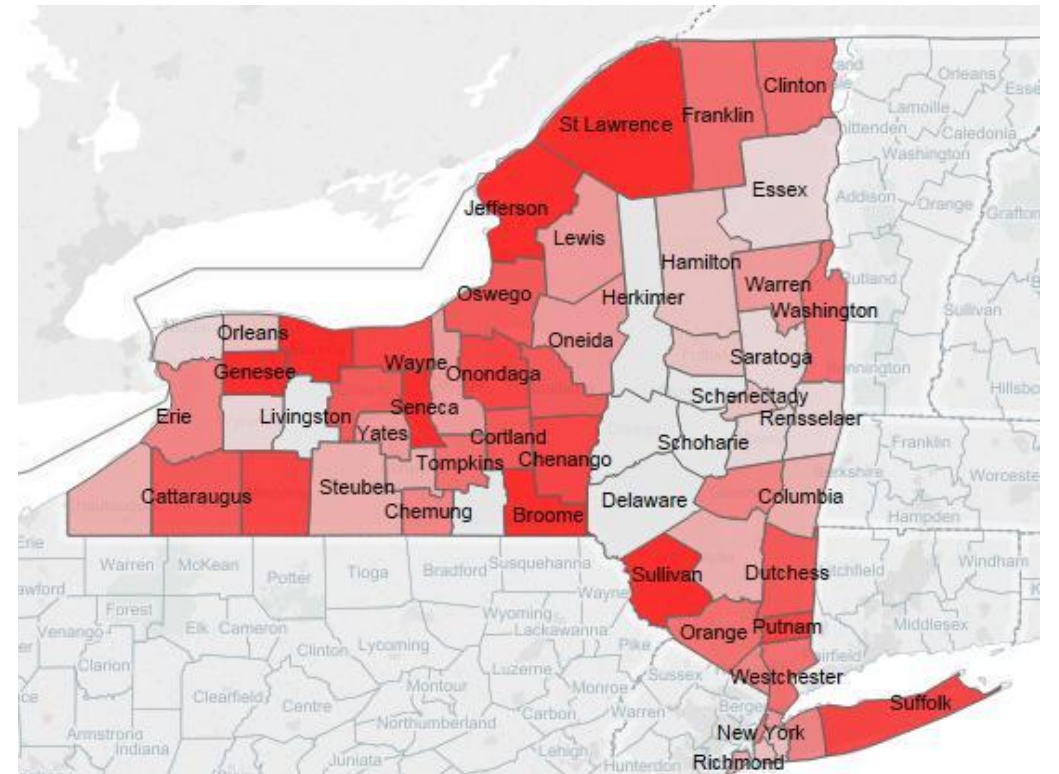 Clinton
Franklin
St Lawrence
Orleans
Essex
Lamoille
Caledonia
Washington
Essex
Addison
Orange
Grafton
Jefferson
Lewis
Hamilton
Warren
Rutland
Oswego
Herkimer
Washington
Sullivan
Orleans
Oneida
Wayne
Saratoga
Genesee
Onondaga
Schenectady
Erie
Livingston
Seneca
Rensselaer
Yates
Cortland
Schoharie
Franklin
Tompkins
Chenango
Worcester
Cattaraugus
Steuben
Delaware
Columbia
Chemung
Broome
Hampden
Erie
Warren
McKean
Potter
Tioga
Bradford
Susquehanna
Sullivan
Dutchess
Windham
Wayne
Forest
Wyoming
Lackawanna
Middlesex
Venango
Elk
Cameron
Orange
Putnam
Clinton
Lycoming
Pike
Clarion
Luzerne
Sussex
Westchester
Clearfield
Centre
Montour
Monroe
Suffolk
Northumberland
Carbon
Warren
New York
Armstrong
Indiana
Juniata
Lehigh
Hunterdon
Richmond